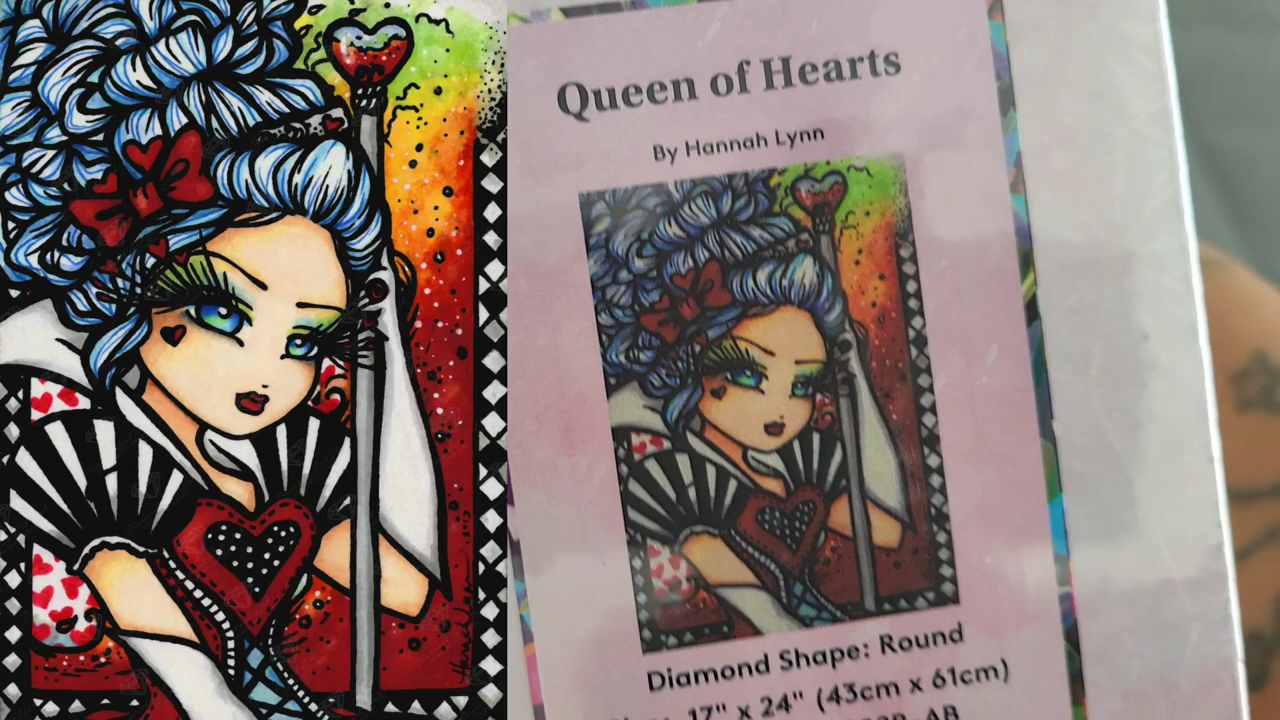 Queen of Hearts
By Hannah Lynn
Diamond Shape: Round
17" x 24" (43cm x 61cm)